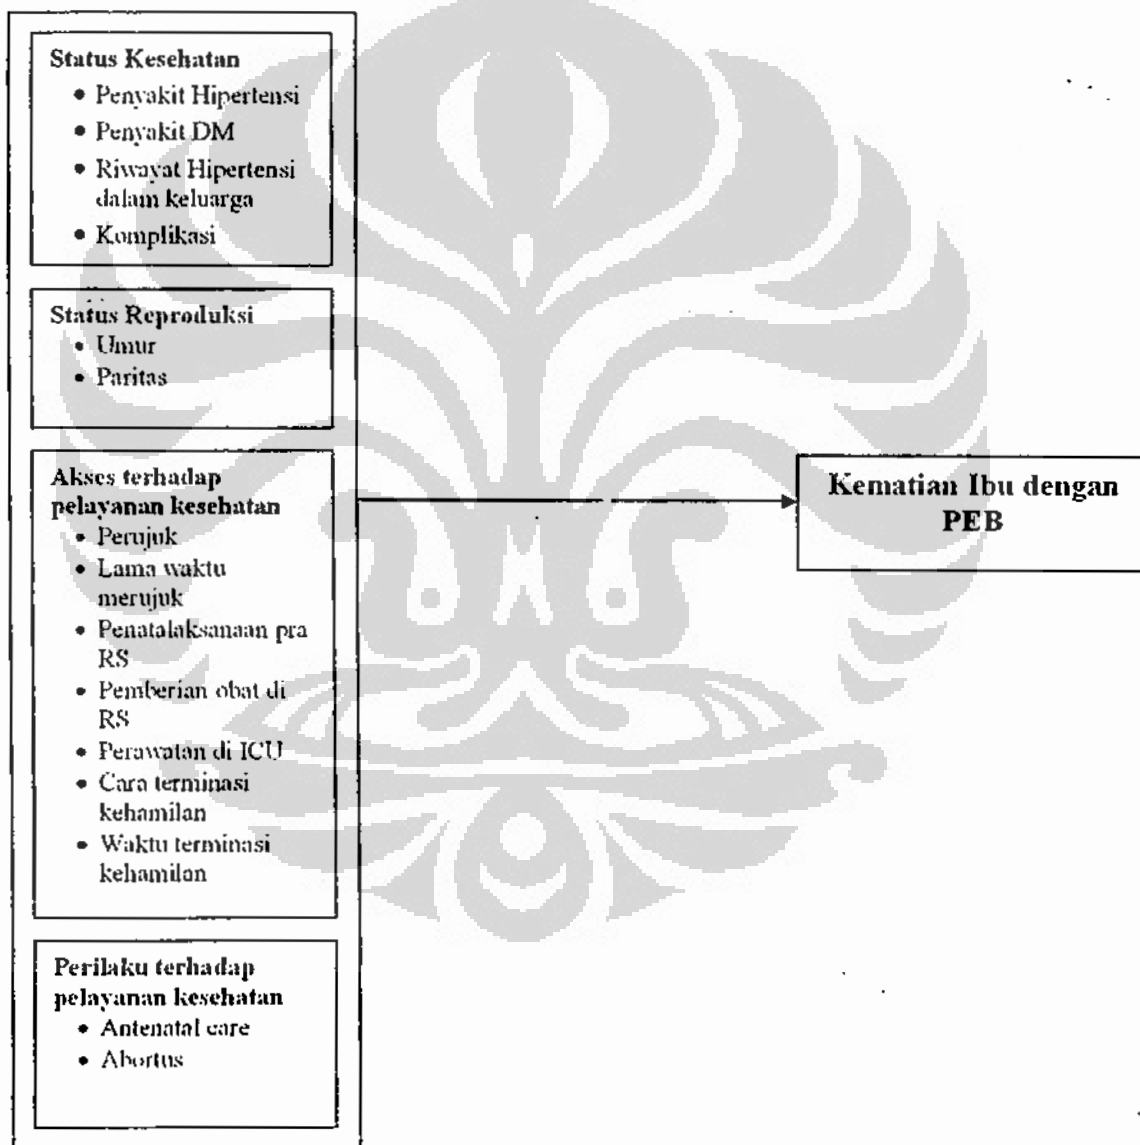 Status Kesehatan
• Penyakit Hipertensi
• Penyakit DM
• Riwayat Hipertensi
dalam keluarga
• Komplikasi
Status Reproduksi
• Umur
• Paritas
Akses terhadap
pelayanan kesehatan
• Perujuk
• Lama waktu
merujuk
• Penatalaksanaan pra
RS
• Pemberian obat di
RS
• Perawatan di ICU
• Cara terminasi
kehamilan
• Waktu terminasi
kehamilan
Perilaku terhadap
pelayanan kesehatan
• Antenatal care
• Abortus
Kematian Ibu dengan
PEB